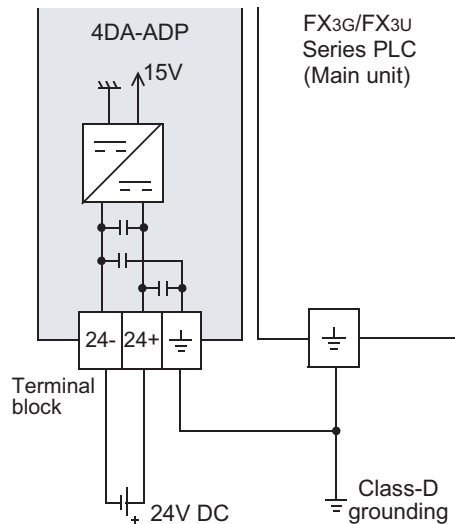 4DA-ADP
15V
FX3G/FX3U
Series PLC
(Main unit)
24- 24+
Terminal
block
24V DC
+
Class-D
grounding